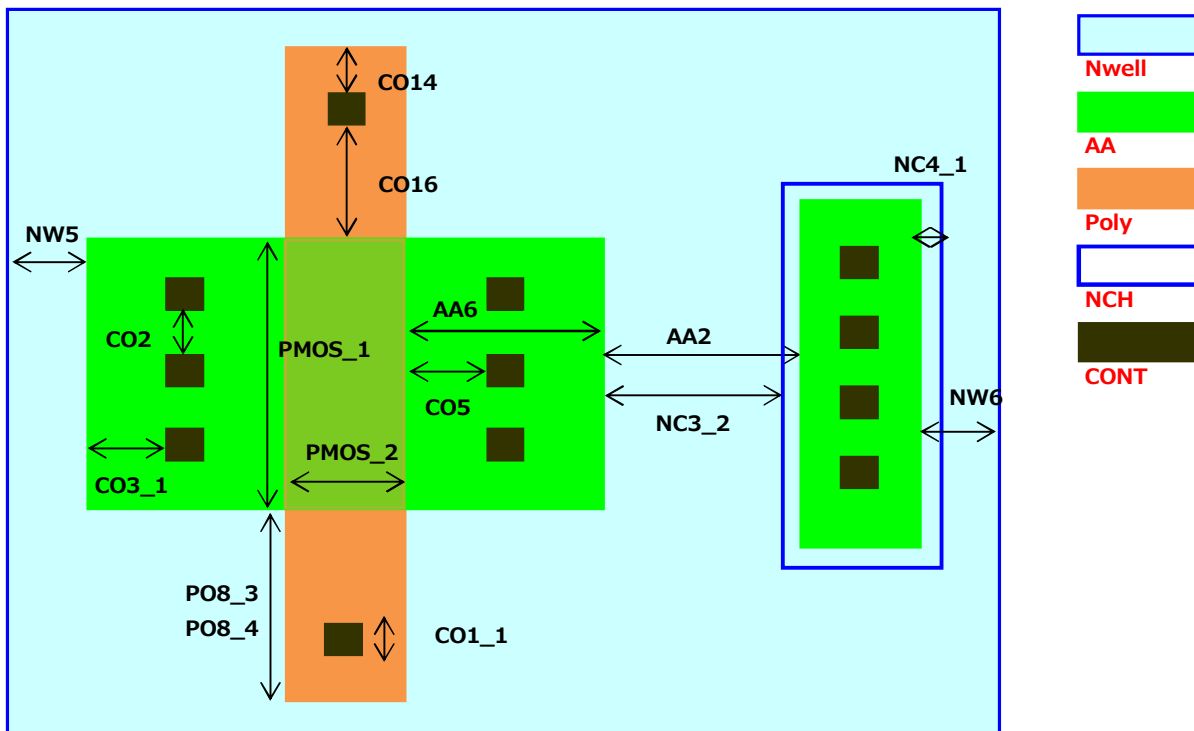 CO14
CO16
NC4_1
NW5
AA6
CO2
PMOS_1
AA2
CO5
NC3_2
NW6
PMOS_2
CO3_1
PO8_3
PO8_4
CO1_1
Nwell
AA
Poly
NCH
CONT